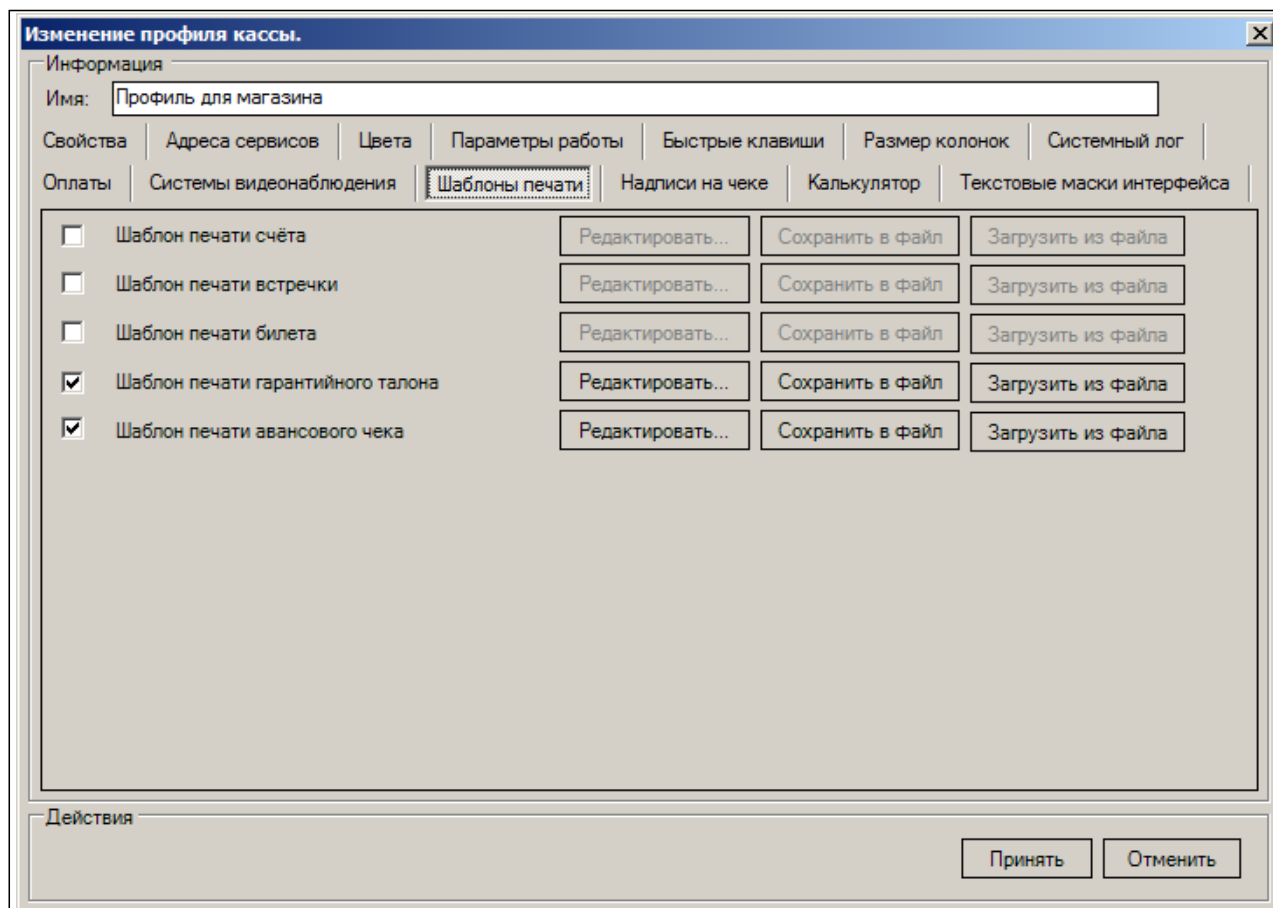 Изменение профиля кассы.
Информация
Имя: Профиль для магазина
Свойства Адреса сервисов Цвета Параметры работы Быстрые клавиши Размер колонок Системный лог
Оплаты Системы видеонаблюдения Шаблоны печати Надписи на чеке Калькулятор Текстовые маски интерфейса
Шаблон печати счёта Редактировать... Сохранить в файл Загрузить из файла
Шаблон печати встречки Редактировать... Сохранить в файл Загрузить из файла
Шаблон печати билета Редактировать... Сохранить в файл Загрузить из файла
Шаблон печати гарантийного талона Редактировать... Сохранить в файл Загрузить из файла
Шаблон печати авансового чека Редактировать... Сохранить в файл Загрузить из файла
Действия
Принять Отменить